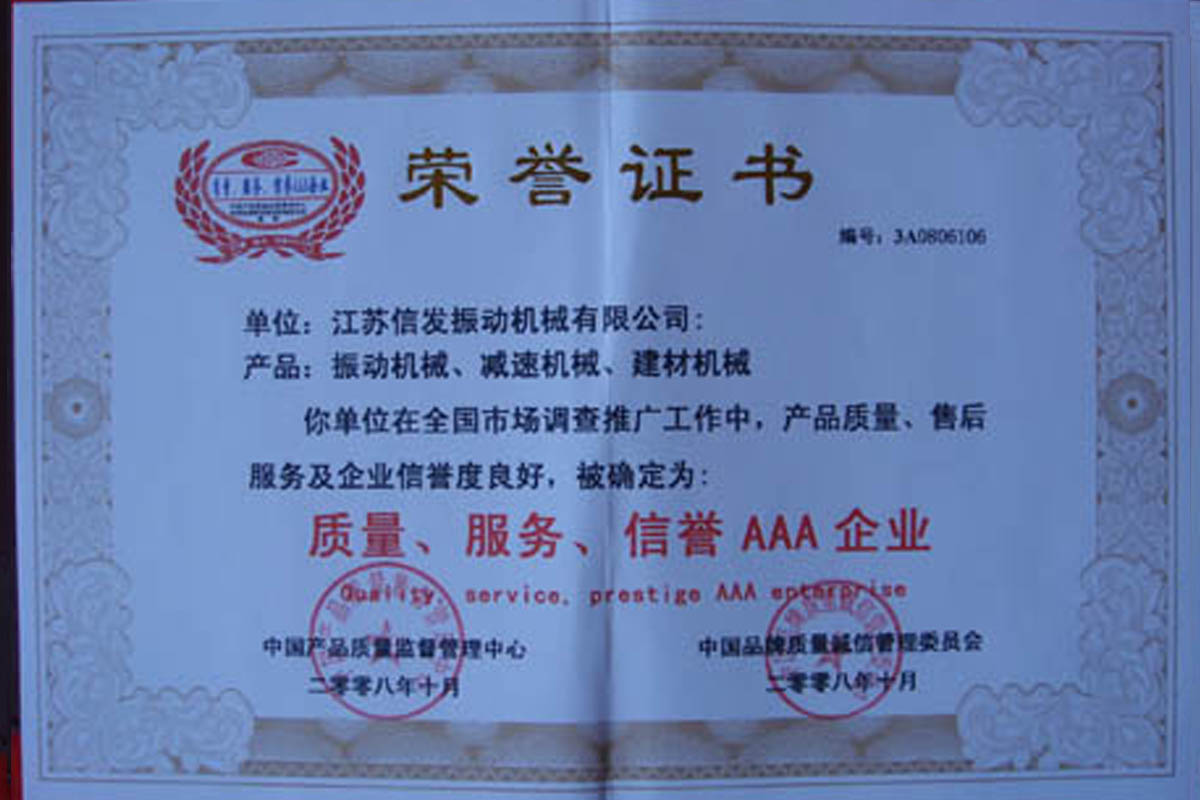 荣誉证书
编号：3A0806106
单位：江苏信发振动机械有限公司：
产品：振动机械、减速机械、建材机械
你单位在全国市场调查推广工作中，产品质量、售后
服务及企业信誉度良好，被确定为：
质量、服务、信誉 AAA 企业
Quality, service, prestige AAA enterprise
中国产品质量监督管理中心
中国品牌质量誠信管理委员会
二零零八年十月
二零零八年十月